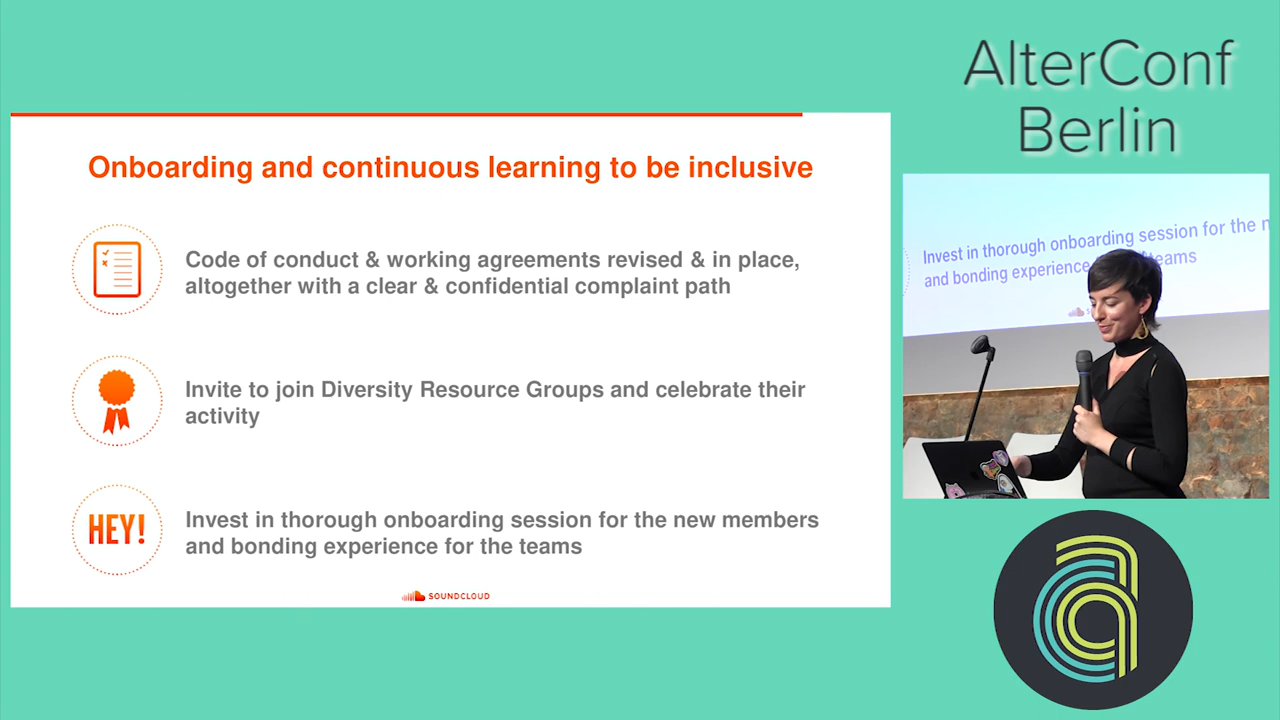 AlterConf
Berlin
Onboarding and continuous learning to be inclusive
Code of conduct & working agreements revised & in place,
altogether with a clear & confidential complaint path
Invite to join Diversity Resource Groups and celebrate their
activity
HEY!
Invest in thorough onboarding session for the new members
and bonding experience for the teams
SOUNDCLOUD
Invest in thorough onboarding session for the
and bonding experience teams